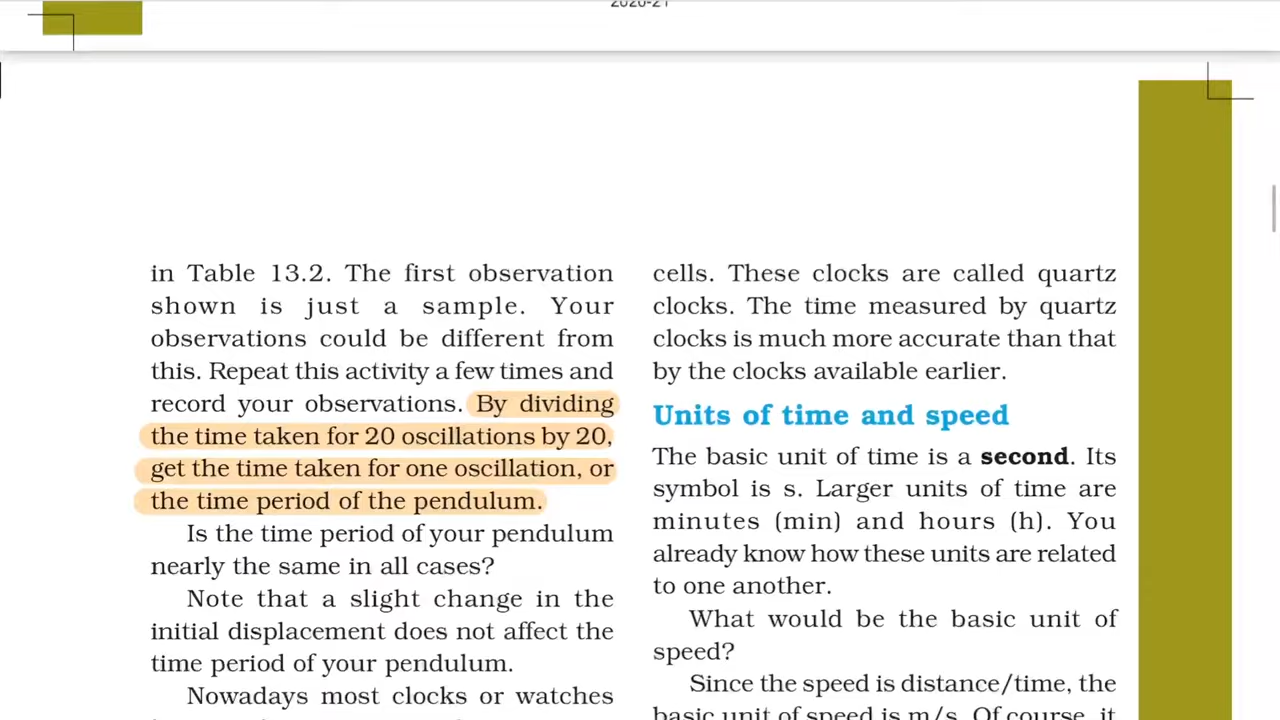 2020-21
in Table 13.2. The first observation
shown is just a sample. Your
observations could be different from
this. Repeat this activity a few times and
record your observations. By dividing
the time taken for 20 oscillations by 20,
get the time taken for one oscillation, or
the time period of the pendulum.
Is the time period of your pendulum
nearly the same in all cases?
Note that a slight change in the
initial displacement does not affect the
time period of your pendulum.
Nowadays most clocks or watches
cells. These clocks are called quartz
clocks. The time measured by quartz
clocks is much more accurate than that
by the clocks available earlier.
Units of time and speed
The basic unit of time is a second. Its
symbol is s. Larger units of time are
minutes (min) and hours (h). You
already know how these units are related
to one another.
What would be the basic unit of
speed?
Since the speed is distance/time, the
basic unit of speed is m/s. Of course, it